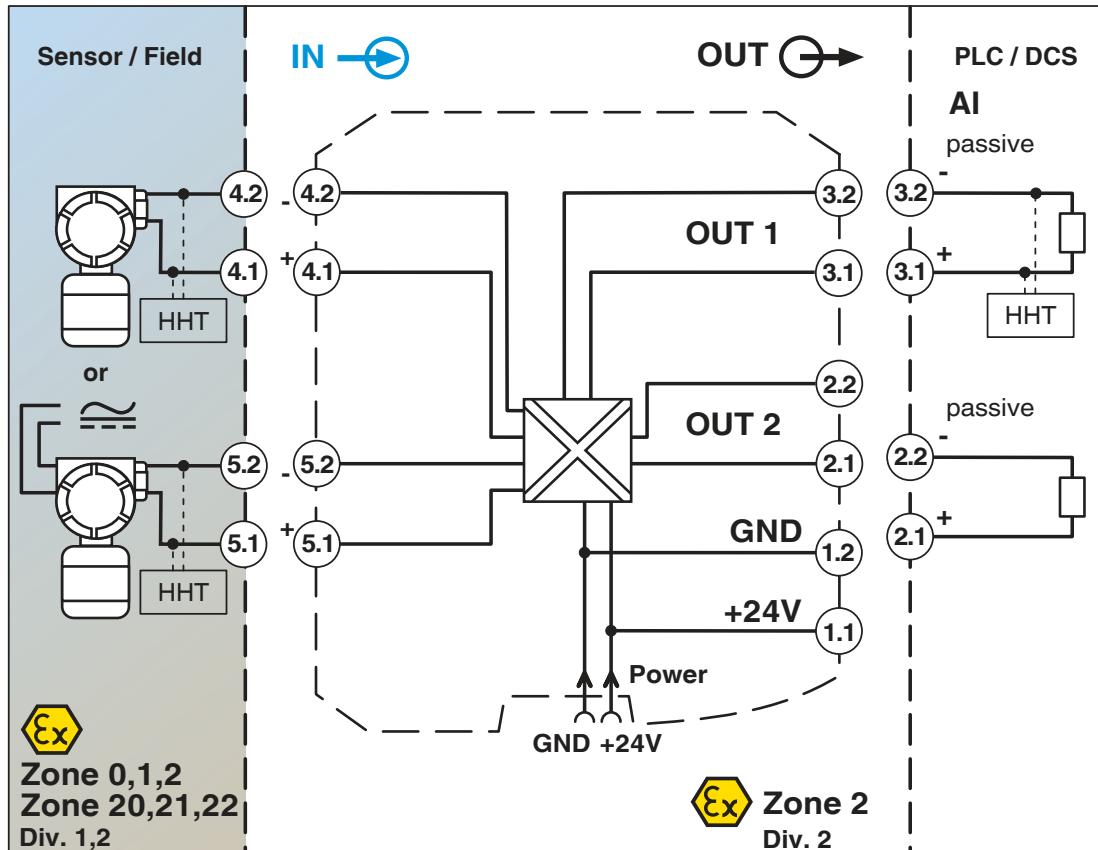 Sensor / Field
IN
OUT
PLC / DCS
AI
passive
4.2
-
4.2
3.2
3.2
-
OUT 1
4.1
+
4.1
3.1
3.1
+
HHT
HHT
or
2.2
passive
OUT 2
5.2
-
5.2
2.1
2.2
-
5.1
+
5.1
GND
1.2
2.1
+
HHT
+24V
1.1
Power
GND +24V
Ex
Zone 0,1,2
Zone 20,21,22
Div. 1,2
Ex
Zone 2
Div. 2